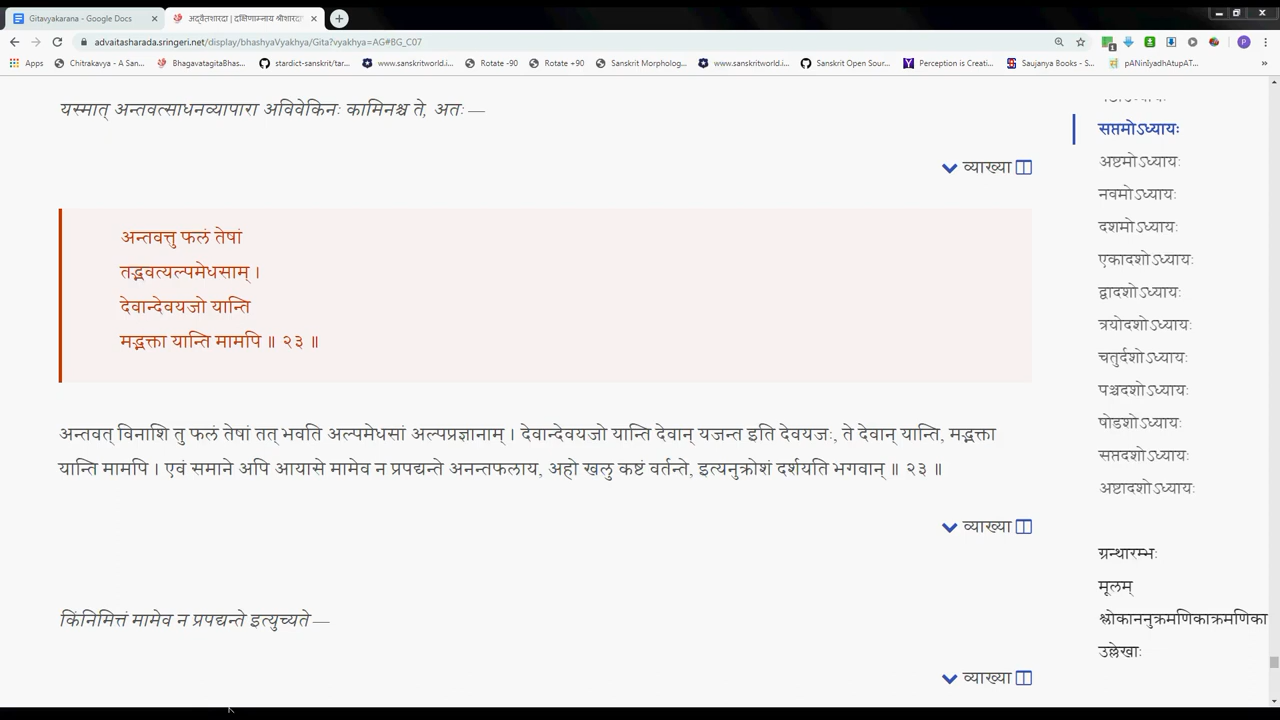 Gitavyakarana - Google Docs
अद्वैतशारदा | दक्षिणाम्नाय श्रीशारदा
advaitasharada.sringeri.net/display/bhashyaVyakhya/Gita?vyakhya=AG#BG_C07
Apps Chitrakavya - A San... BhagavatagitaBhas... stardict-sanskrit/tar... www.sanskritworld.i... Rotate -90 Rotate +90 Sanskrit Morpholog... www.sanskritworld.i... Sanskrit Open Sour... Perception is Creati... Saujanya Books - S... pANinIyadhAtupAT...
यस्मात् अन्तवत्साधनव्यापारा अविवेकिनः कामिनश्च ते, अतः —
व्याख्या
अन्तवत्तु फलं तेषां
तद्भवत्यल्पमेधसाम् ।
देवान्देवयजो यान्ति
मद्भक्ता यान्ति मामपि ॥ २३ ॥
अन्तवत् विनाशि तु फलं तेषां तत् भवति अल्पमेधसां अल्पप्रज्ञानाम् । देवान्देवयजो यान्ति देवान् यजन्त इति देवयजः, ते देवान् यान्ति, मद्भक्ता
यान्ति मामपि । एवं समाने अपि आयासे मामेव न प्रपद्यन्ते अनन्तफलाय, अहो खलु कष्टं वर्तन्ते, इत्यनुक्रोशं दर्शयति भगवान् ॥ २३ ॥
व्याख्या
किंनिमित्तं मामेव न प्रपद्यन्ते इत्युच्यते —
व्याख्या
सप्तमोऽध्यायः
अष्टमोऽध्यायः
नवमोऽध्यायः
दशमोऽध्यायः
एकादशोऽध्यायः
द्वादशोऽध्यायः
त्रयोदशोऽध्यायः
चतुर्दशोऽध्यायः
पञ्चदशोऽध्यायः
षोडशोऽध्यायः
सप्तदशोऽध्यायः
अष्टादशोऽध्यायः
ग्रन्थारम्भः
मूलम्
श्लोकाननुक्रमणिकाक्रमणिका
उल्लेखाः